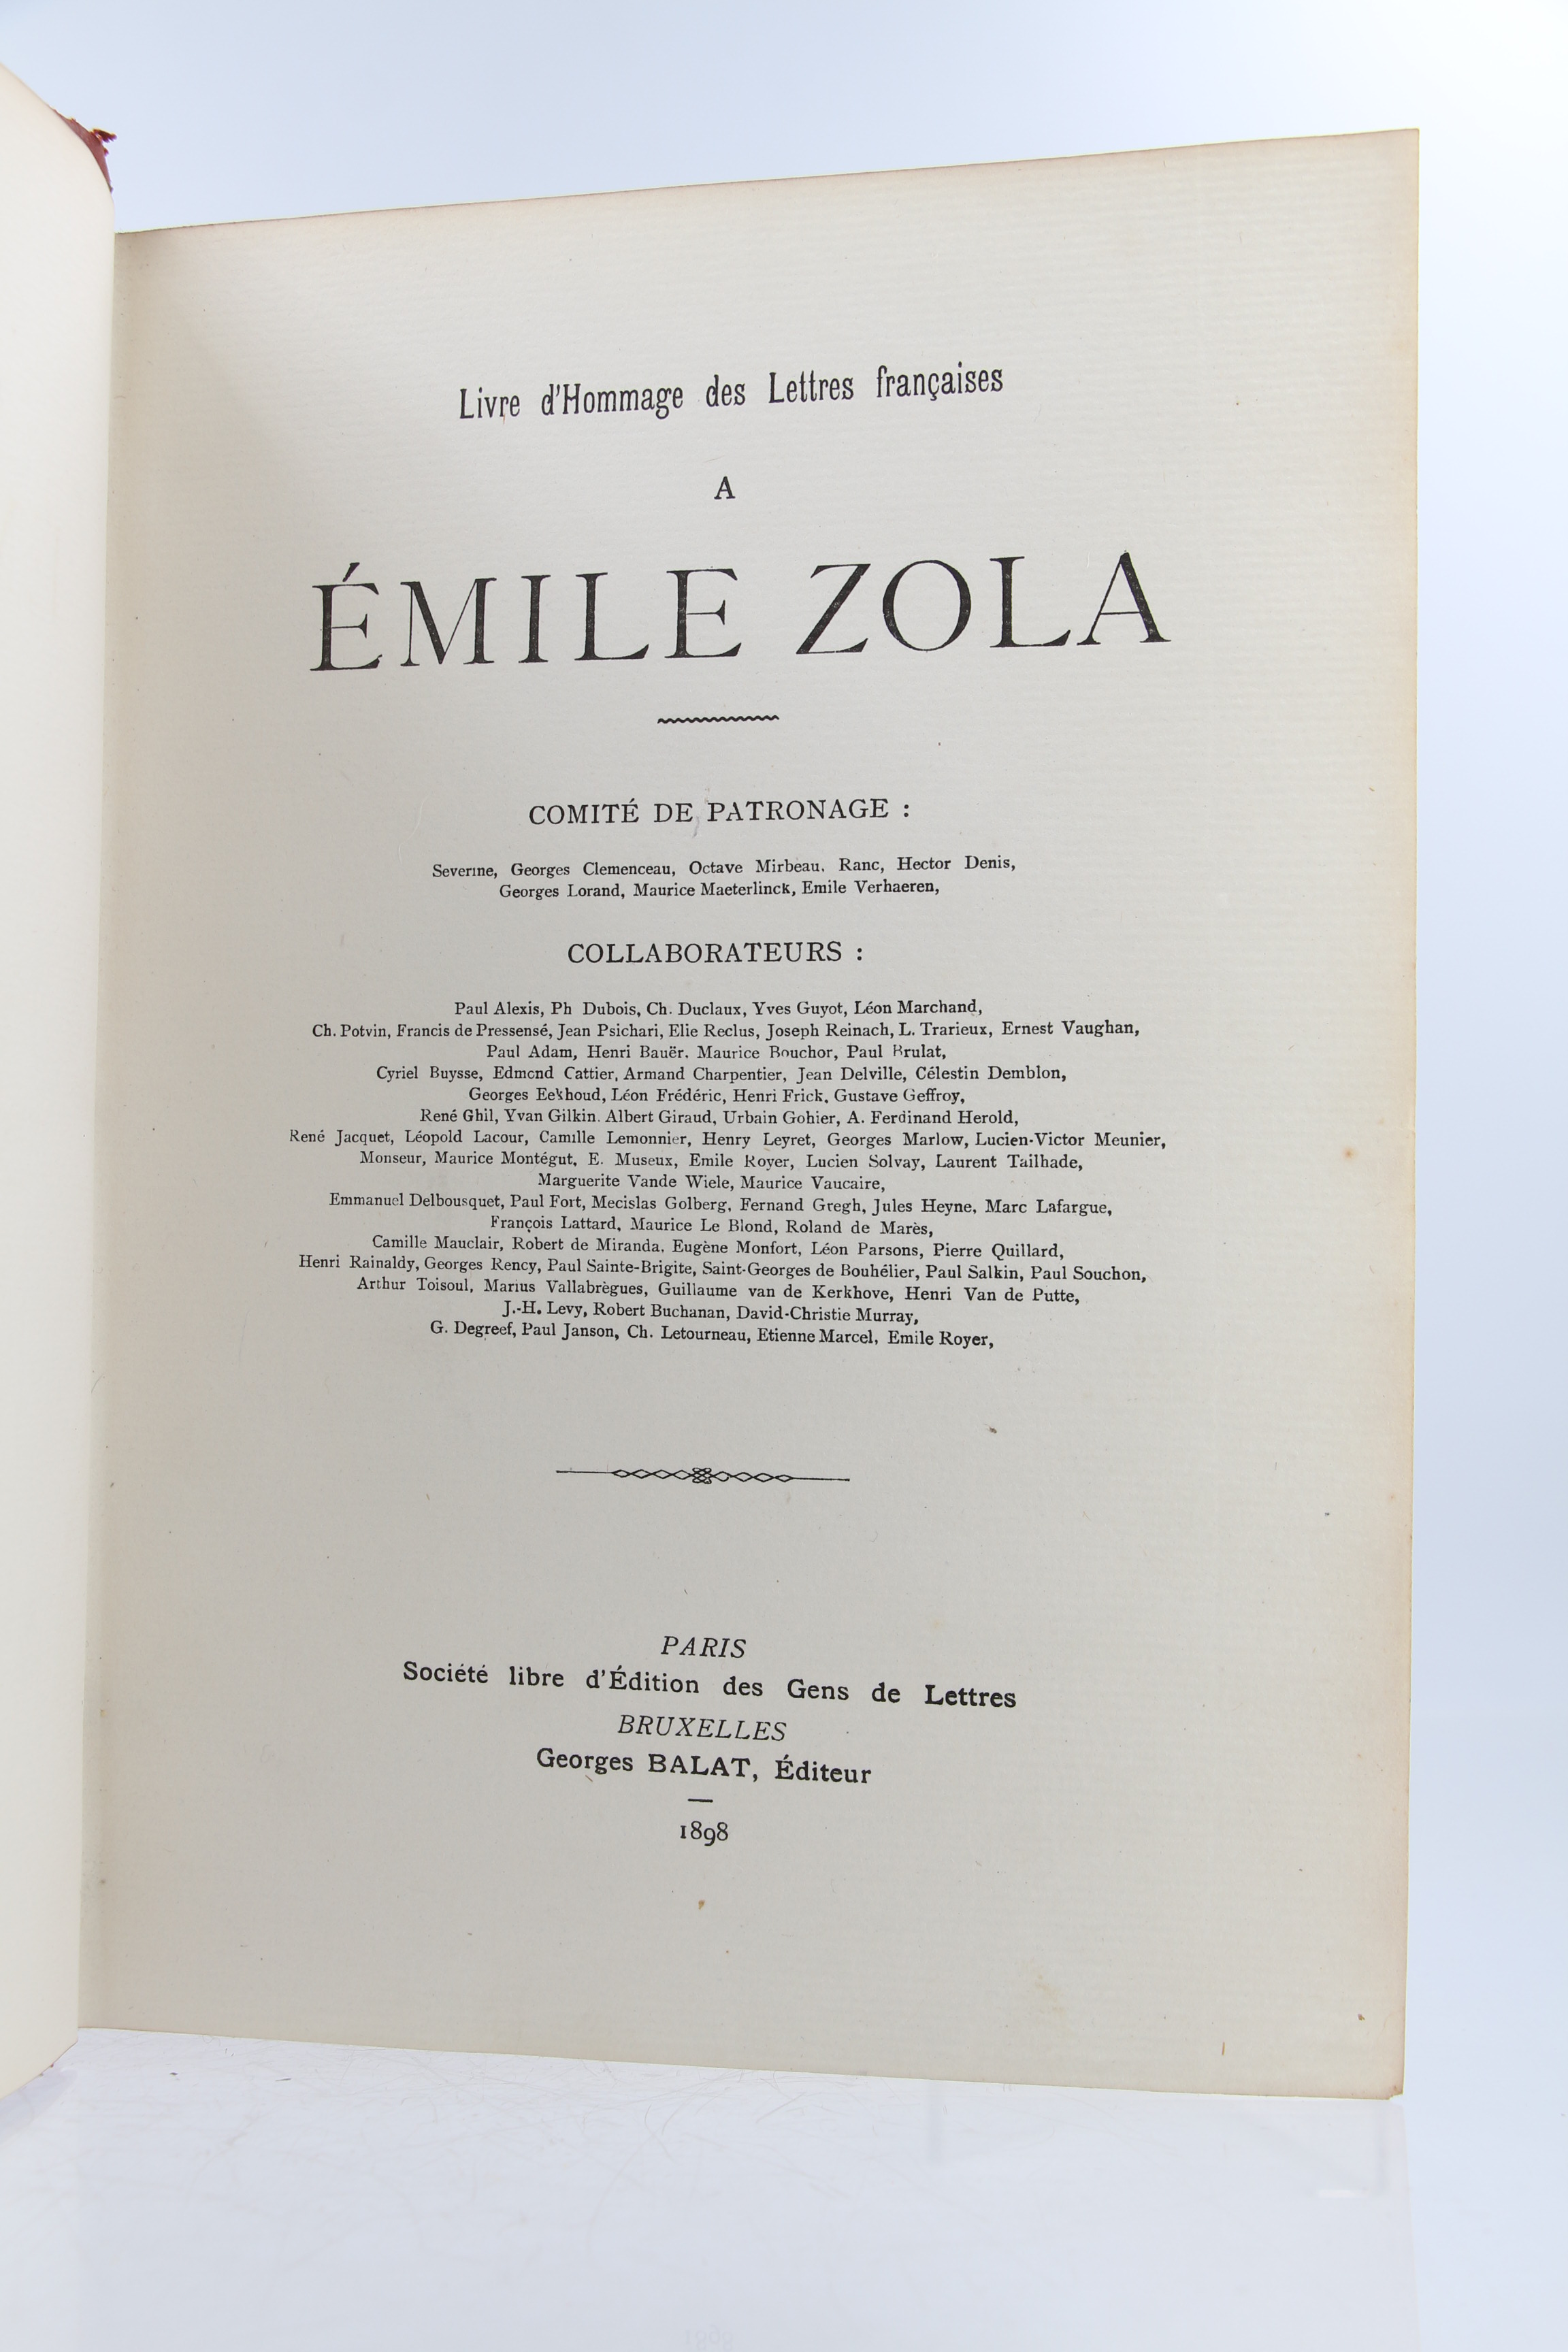 Livre d'Hommage des Lettres françaises
A
ÉMILE ZOLA
COMITÉ DE PATRONAGE :
Severine, Georges Clemenceau, Octave Mirbeau. Ranc, Hector Denis,
Georges Lorand, Maurice Maeterlinck, Emile Verhaeren,
COLLABORATEURS :
Paul Alexis, Ph Dubois, Ch. Duclaux, Yves Guyot, Léon Marchand,
Ch. Potvin, Francis de Pressensé, Jean Psichari, Elie Reclus, Joseph Reinach, L. Trarieux, Ernest Vaughan,
Paul Adam, Henri Bauër. Maurice Bouchor, Paul Brulat,
Cyriel Buysse, Edmond Cattier, Armand Charpentier, Jean Delville, Célestin Demblon,
Georges Eekhoud, Léon Frédéric, Henri Frick, Gustave Geffroy,
René Ghil, Yvan Gilkin. Albert Giraud, Urbain Gohier, A. Ferdinand Herold,
René Jacquet, Léopold Lacour, Camille Lemonnier, Henry Leyret, Georges Marlow, Lucien-Victor Meunier,
Monseur, Maurice Montégut, E. Museux, Emile Royer, Lucien Solvay, Laurent Tailhade,
Marguerite Vande Wiele, Maurice Vaucaire,
Emmanuel Delbousquet, Paul Fort, Mecislas Golberg, Fernand Gregh, Jules Heyne, Marc Lafargue,
François Lattard, Maurice Le Blond, Roland de Marès,
Camille Mauclair, Robert de Miranda, Eugène Monfort, Léon Parsons, Pierre Quillard,
Henri Rainaldy, Georges Rency, Paul Sainte-Brigite, Saint-Georges de Bouhélier, Paul Salkin, Paul Souchon,
Arthur Toisoul, Marius Vallabrègues, Guillaume van de Kerkhove, Henri Van de Putte,
J.-H. Levy, Robert Buchanan, David-Christie Murray,
G. Degreef, Paul Janson, Ch. Letourneau, Etienne Marcel, Emile Royer,
PARIS
Société libre d'Édition des Gens de Lettres
BRUXELLES
Georges BALAT, Éditeur
1898